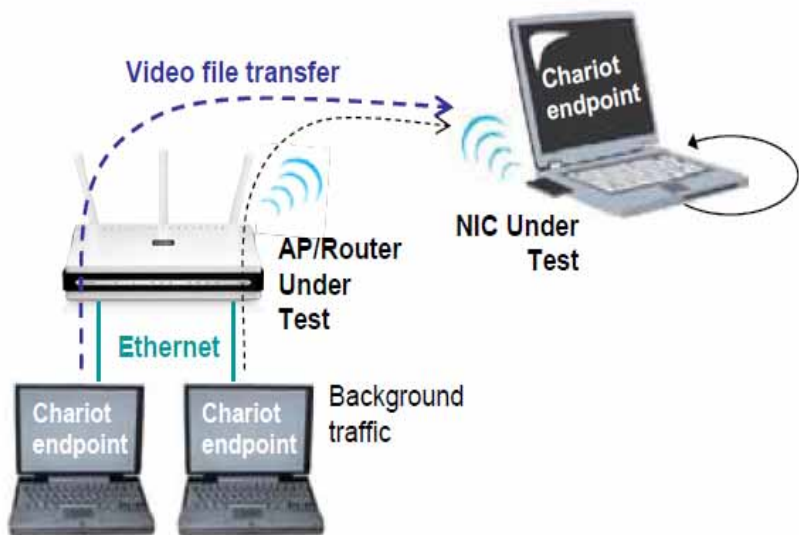 Video file transfer
Chariot
endpoint
AP/Router
Under
Test
NIC Under
Test
Ethernet
Chariot
endpoint
Chariot
endpoint
Background
traffic